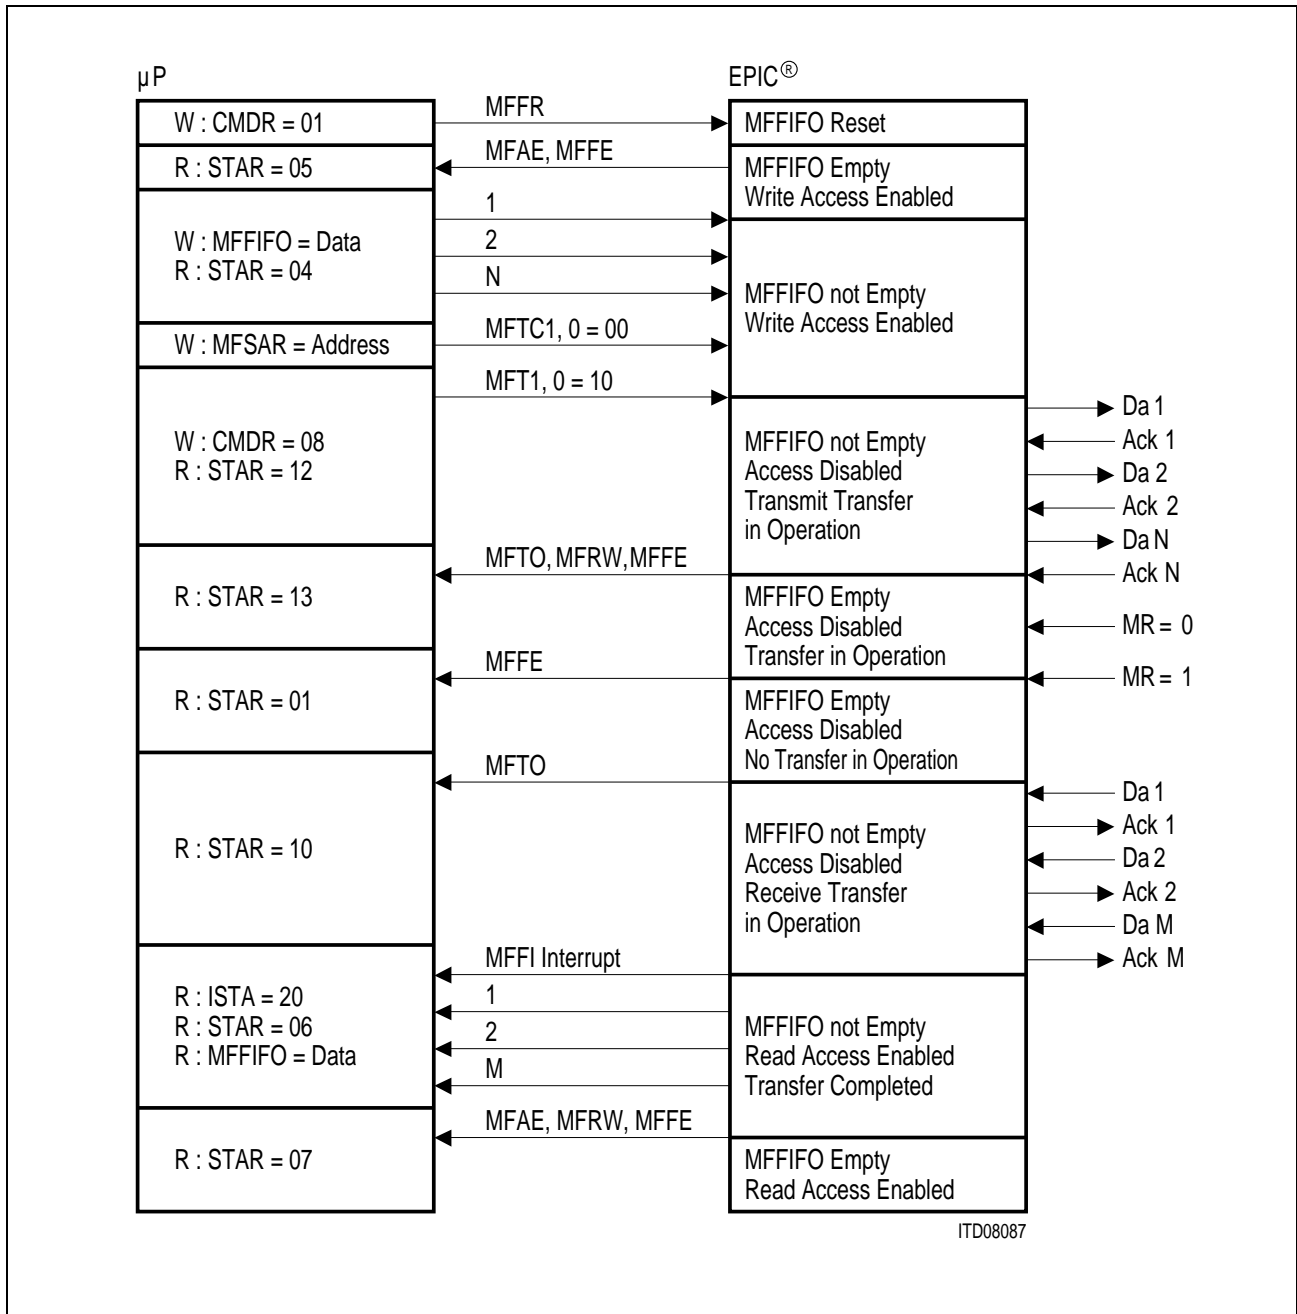 µP
EPIC®
W : CMDR = 01
MFFR
MFFIFO Reset
R : STAR = 05
MFAE, MFFE
MFFIFO Empty
Write Access Enabled
W : MFFIFO = Data
R : STAR = 04
1
2
N
MFFIFO not Empty
Write Access Enabled
W : MFSAR = Address
MFTC1, 0 = 00
MFT1, 0 = 10
W : CMDR = 08
R : STAR = 12
MFFIFO not Empty
Access Disabled
Transmit Transfer
in Operation
Da 1
Ack 1
Da 2
Ack 2
Da N
Ack N
R : STAR = 13
MFTO, MFRW, MFFE
MFFIFO Empty
Access Disabled
Transfer in Operation
MR = 0
MR = 1
R : STAR = 01
MFFE
MFFIFO Empty
Access Disabled
No Transfer in Operation
R : STAR = 10
MFTO
MFFIFO not Empty
Access Disabled
Receive Transfer
in Operation
Da 1
Ack 1
Da 2
Ack 2
Da M
Ack M
R : ISTA = 20
R : STAR = 06
R : MFFIFO = Data
MFFI Interrupt
1
2
M
MFFIFO not Empty
Read Access Enabled
Transfer Completed
R : STAR = 07
MFAE, MFRW, MFFE
MFFIFO Empty
Read Access Enabled
ITD08087